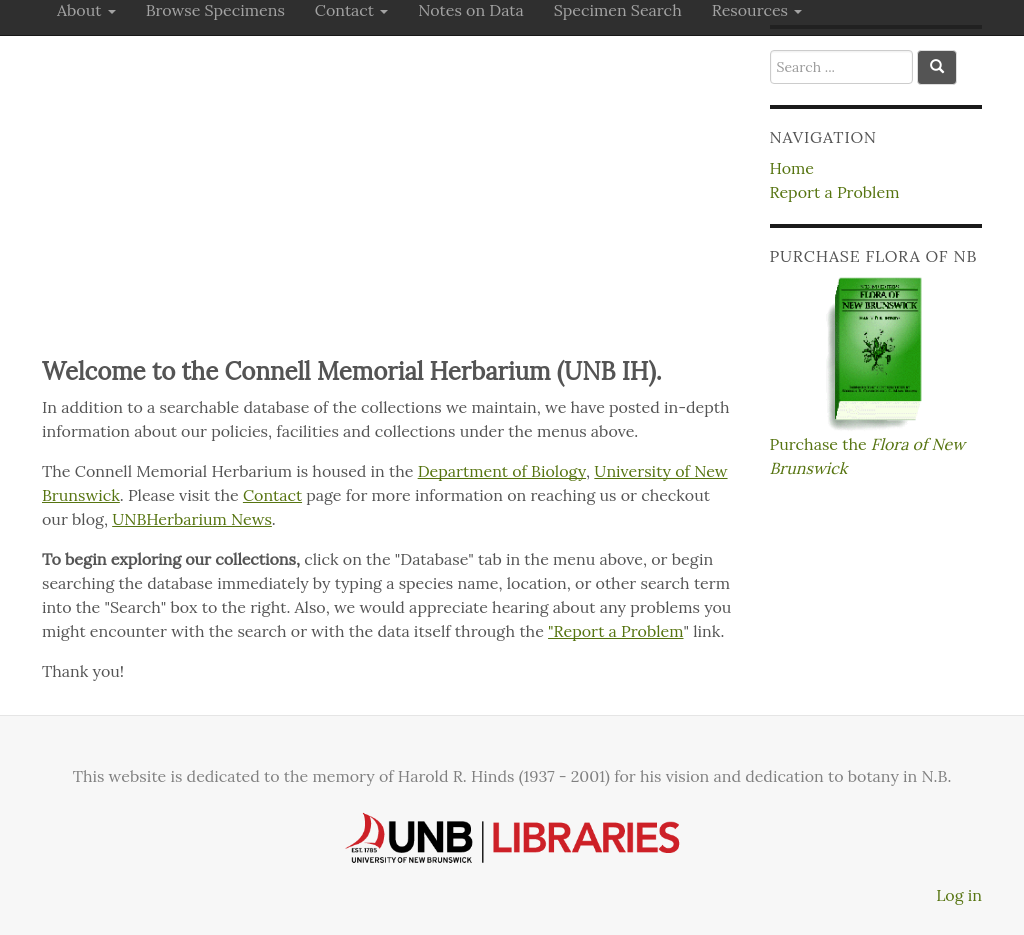 About Browse Specimens Contact Notes on Data Specimen Search Resources
Search ...
NAVIGATION
Home
Report a Problem
PURCHASE FLORA OF NB
FLORA OF
NEW BRUNSWICK
Purchase the Flora of New
Brunswick
Welcome to the Connell Memorial Herbarium (UNB IH).
In addition to a searchable database of the collections we maintain, we have posted in-depth
information about our policies, facilities and collections under the menus above.
The Connell Memorial Herbarium is housed in the Department of Biology, University of New
Brunswick. Please visit the Contact page for more information on reaching us or checkout
our blog, UNBHerbarium News.
To begin exploring our collections, click on the "Database" tab in the menu above, or begin
searching the database immediately by typing a species name, location, or other search term
into the "Search" box to the right. Also, we would appreciate hearing about any problems you
might encounter with the search or with the data itself through the "Report a Problem" link.
Thank you!
This website is dedicated to the memory of Harold R. Hinds (1937 - 2001) for his vision and dedication to botany in N.B.
EST. 1785 UNB LIBRARIES
UNIVERSITY OF NEW BRUNSWICK
Log in